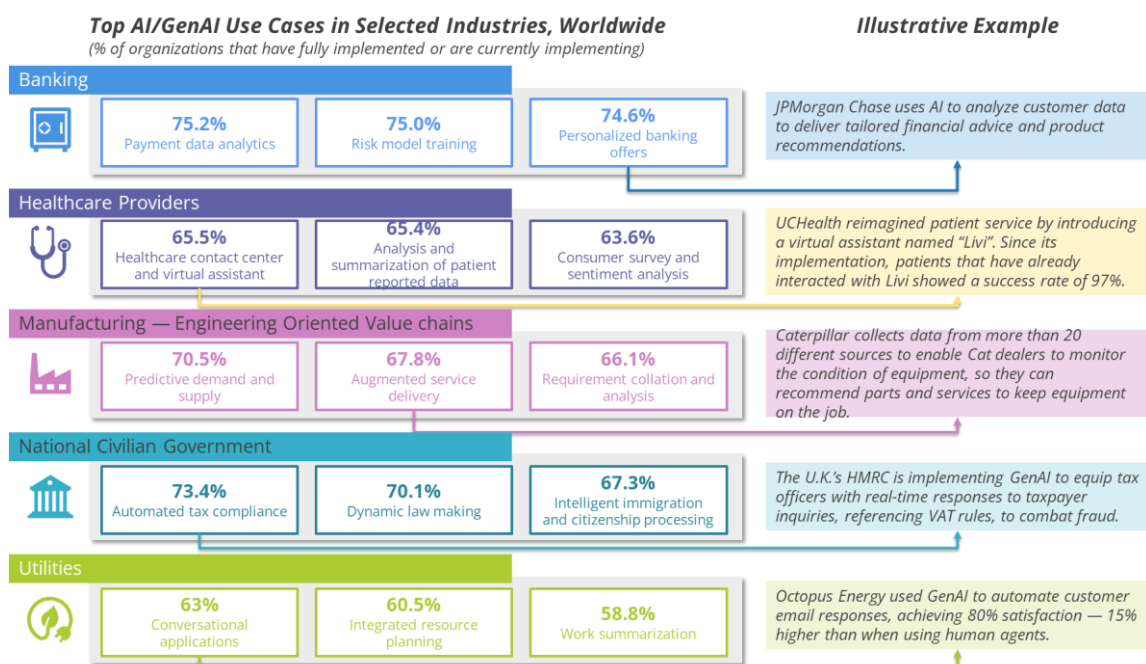 Top AI/GenAI Use Cases in Selected Industries, Worldwide
(% of organizations that have fully implemented or are currently implementing)
Illustrative Example
Banking
75.2%
Payment data analytics
75.0%
Risk model training
74.6%
Personalized banking
offers
JPMorgan Chase uses AI to analyze customer data
to deliver tailored financial advice and product
recommendations.
Healthcare Providers
65.5%
Healthcare contact center
and virtual assistant
65.4%
Analysis and
summarization of patient
reported data
63.6%
Consumer survey and
sentiment analysis
UCHealth reimagined patient service by introducing
a virtual assistant named “Livi”. Since its
implementation, patients that have already
interacted with Livi showed a success rate of 97%.
Manufacturing — Engineering Oriented Value chains
70.5%
Predictive demand and
supply
67.8%
Augmented service
delivery
66.1%
Requirement collation and
analysis
Caterpillar collects data from more than 20
different sources to enable Cat dealers to monitor
the condition of equipment, so they can
recommend parts and services to keep equipment
on the job.
National Civilian Government
73.4%
Automated tax compliance
70.1%
Dynamic law making
67.3%
Intelligent immigration
and citizenship processing
The U.K.’s HMRC is implementing GenAI to equip tax
officers with real-time responses to taxpayer
inquiries, referencing VAT rules, to combat fraud.
Utilities
63%
Conversational
applications
60.5%
Integrated resource
planning
58.8%
Work summarization
Octopus Energy used GenAI to automate customer
email responses, achieving 80% satisfaction — 15%
higher than when using human agents.